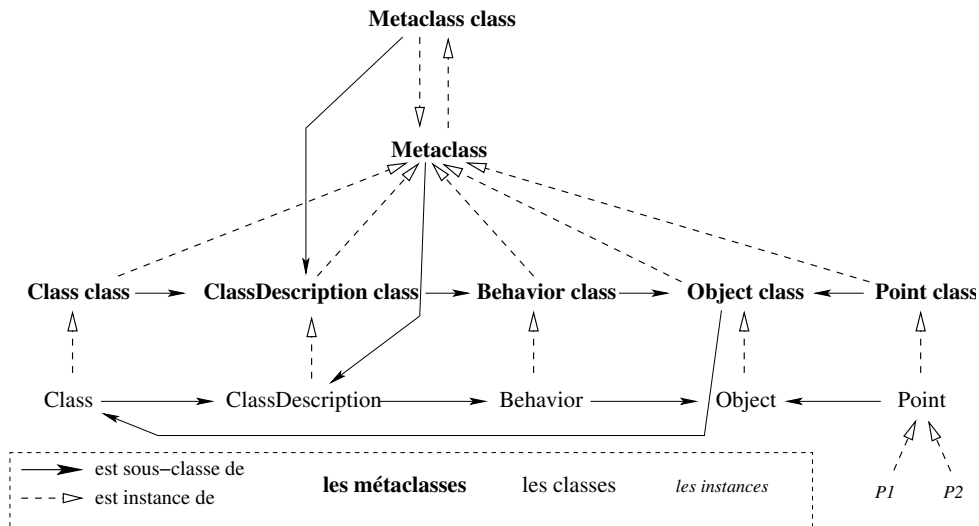 Metaclass class
Metaclass
Class class ClassDescription class Behavior class Object class Point class
Class ClassDescription Behavior Object Point
est sous−classe de
est instance de
les métaclasses les classes les instances
P1 P2